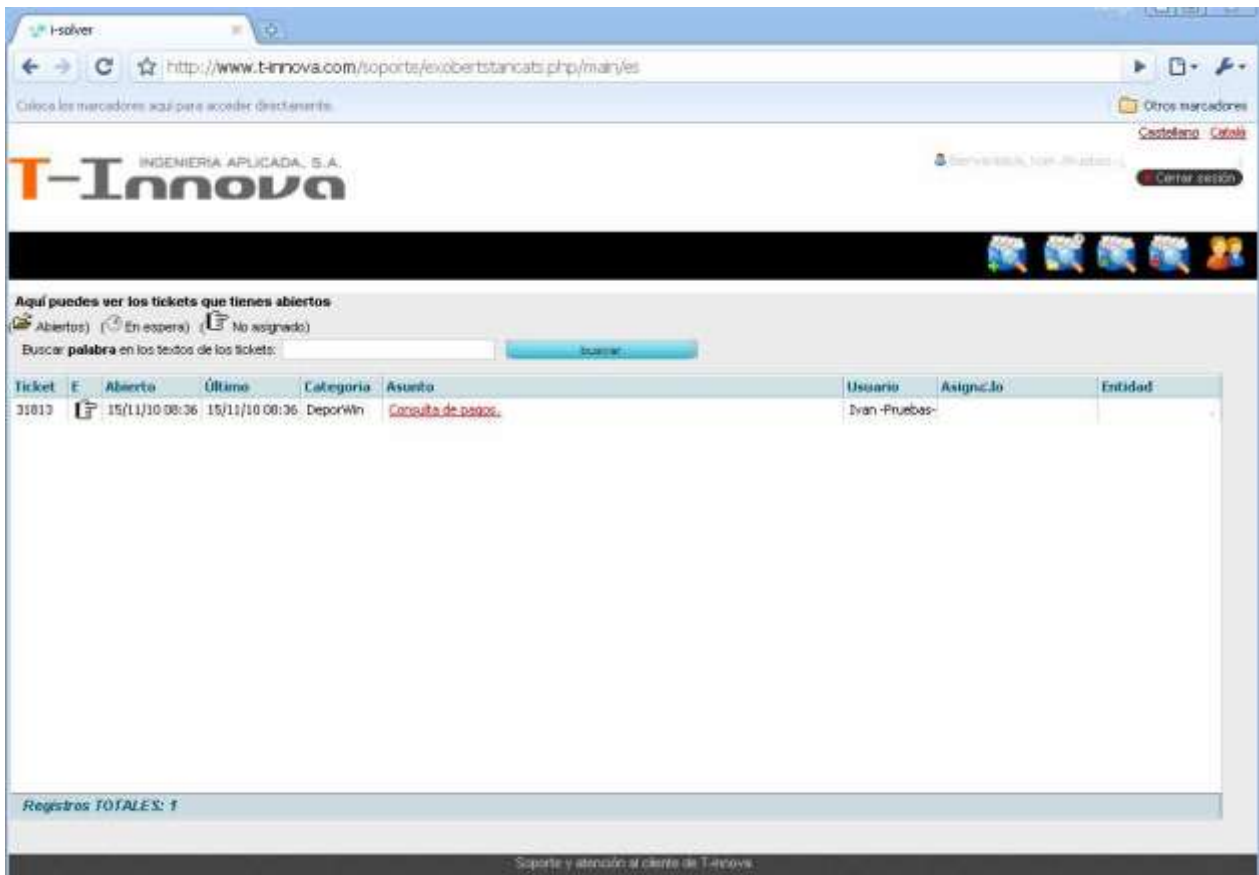 i-solver
http://www.t-innova.com/soporte/exobertstancats.php/main/es
Coloca los marcadores aquí para acceder directamente.
Otros marcadores
Castellano Català
INGENIERIA APLICADA, S.A.
T-Innova
Cerrar sesión
Aquí puedes ver los tickets que tienes abiertos
( Abiertos) ( En espera) ( No asignado)
Buscar palabra en los textos de los tickets: buscar
Ticket E Abierto Último Categoria Asunto Usuario Entidad
31813 15/11/10 08:36 15/11/10 08:36 DeporWin Consulta de pagos. Ivan -Pruebas-
Registros TOTALES: 1
Soporte y atención al cliente de T-Innova